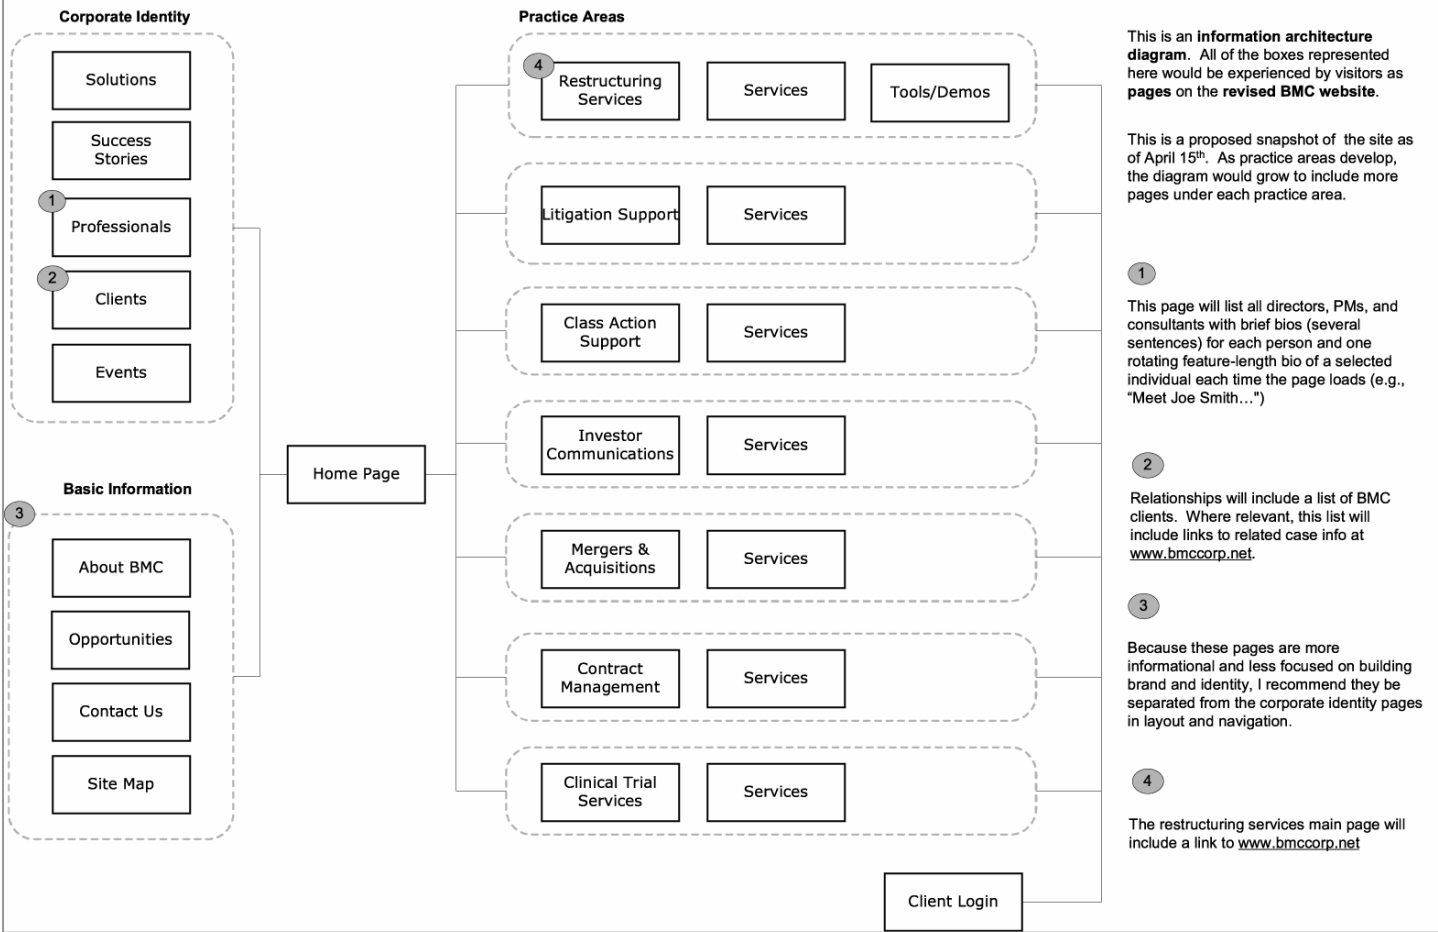 Corporate Identity
Solutions
Success
Stories
1
Professionals
2
Clients
Events
Basic Information
3
About BMC
Opportunities
Contact Us
Site Map
Home Page
Practice Areas
4
Restructuring
Services
Services
Tools/Demos
Litigation Support
Services
Class Action
Support
Services
Investor
Communications
Services
Mergers &
Acquisitions
Services
Contract
Management
Services
Clinical Trial
Services
Services
Client Login
This is an information architecture
diagram.  All of the boxes represented
here would be experienced by visitors as
pages on the revised BMC website.
This is a proposed snapshot of  the site as
of April 15th.  As practice areas develop,
the diagram would grow to include more
pages under each practice area.
1
This page will list all directors, PMs, and
consultants with brief bios (several
sentences) for each person and one
rotating feature-length bio of a selected
individual each time the page loads (e.g.,
“Meet Joe Smith…")
2
Relationships will include a list of BMC
clients.  Where relevant, this list will
include links to related case info at
www.bmccorp.net.
3
Because these pages are more
informational and less focused on building
brand and identity, I recommend they be
separated from the corporate identity pages
in layout and navigation.
4
The restructuring services main page will
include a link to www.bmccorp.net